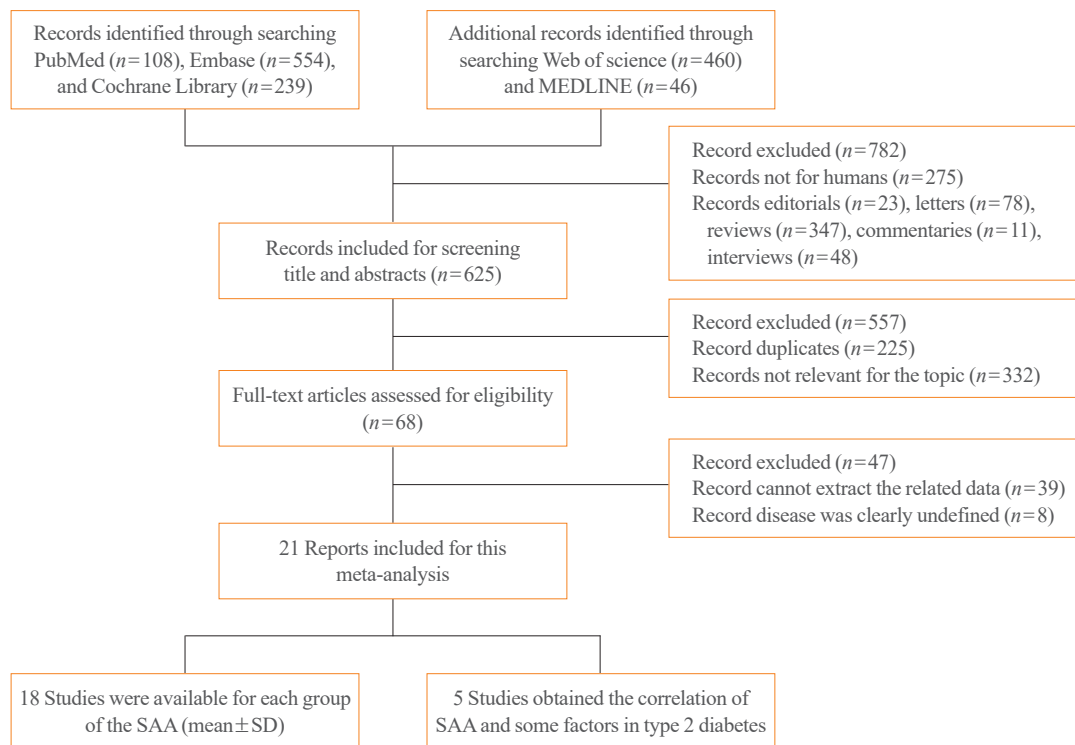 Records identified through searching
PubMed (n=108), Embase (n=554),
and Cochrane Library (n=239)
Additional records identified through
searching Web of science (n=460)
and MEDLINE (n=46)
Record excluded (n=782)
Records not for humans (n=275)
Records editorials (n=23), letters (n=78),
reviews (n=347), commentaries (n=11),
interviews (n=48)
Records included for screening
title and abstracts (n=625)
Record excluded (n=557)
Record duplicates (n=225)
Records not relevant for the topic (n=332)
Full-text articles assessed for eligibility
(n=68)
Record excluded (n=47)
Record cannot extract the related data (n=39)
Record disease was clearly undefined (n=8)
21 Reports included for this
meta-analysis
18 Studies were available for each group
of the SAA (mean±SD)
5 Studies obtained the correlation of
SAA and some factors in type 2 diabetes